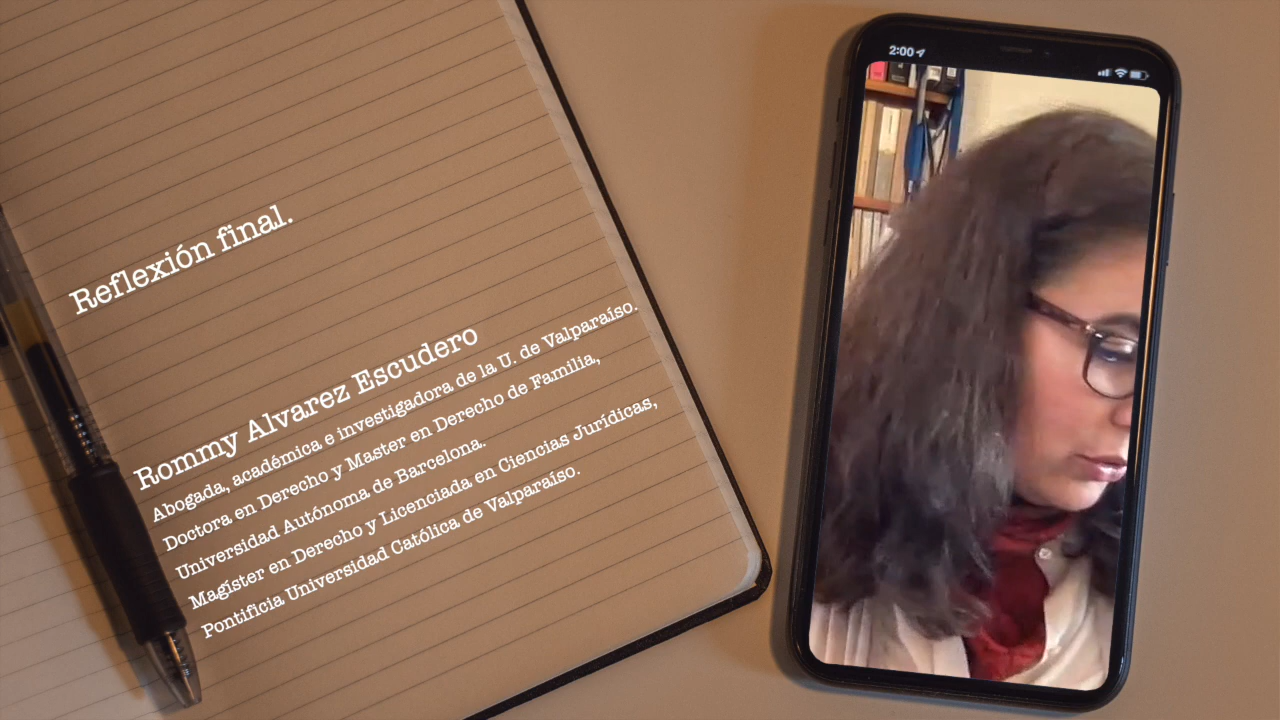 Reflexión final.
Rommy Alvarez Escudero
Abogada, académica e investigadora de la U. de Valparaíso.
Doctora en Derecho y Master en Derecho de Familia,
Universidad Autónoma de Barcelona.
Magíster en Derecho y Licenciada en Ciencias Jurídicas,
Pontificia Universidad Católica de Valparaíso.
2:00